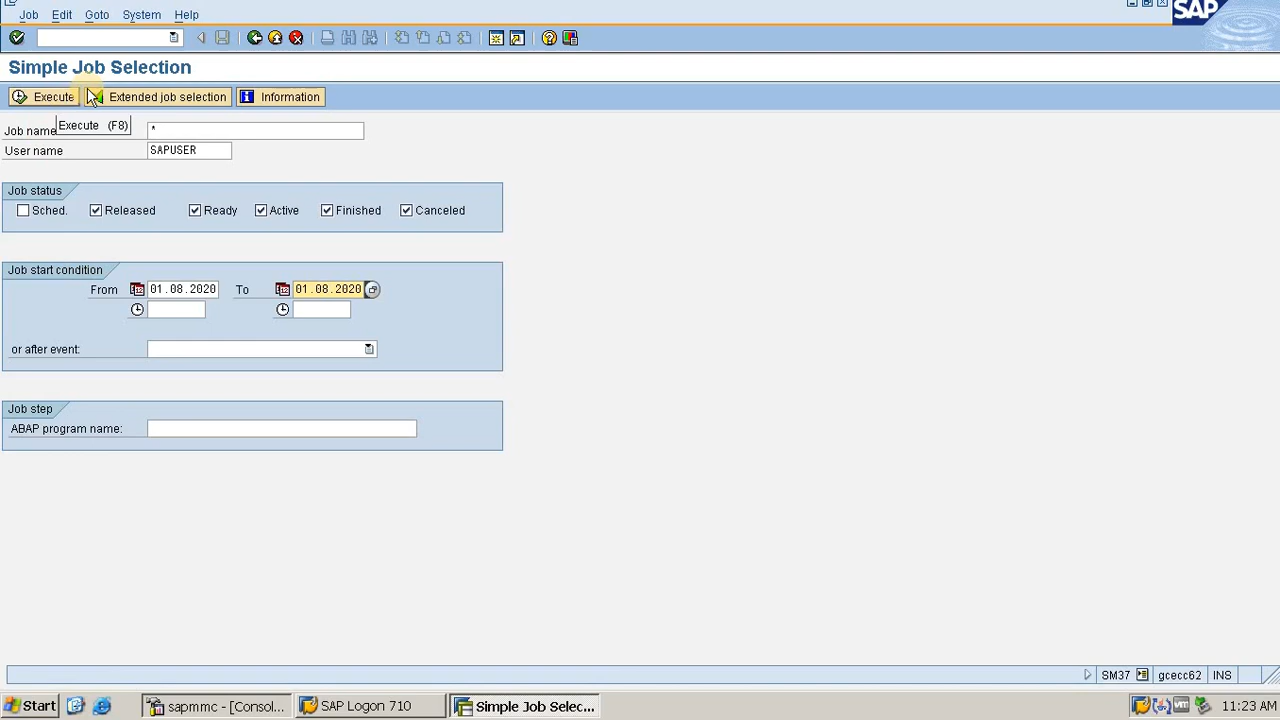 Job Edit Goto System Help
SAP
Simple Job Selection
Execute Extended job selection Information
Job name *
Execute (F8)
User name SAPUSER
Job status
Sched. Released Ready Active Finished Canceled
Job start condition
From 01.08.2020 To 01.08.2020
or after event:
Job step
ABAP program name:
SM37 gcecc62 INS
Start sapmmc - [Consol... SAP Logon 710 Simple Job Selec... 11:23 AM